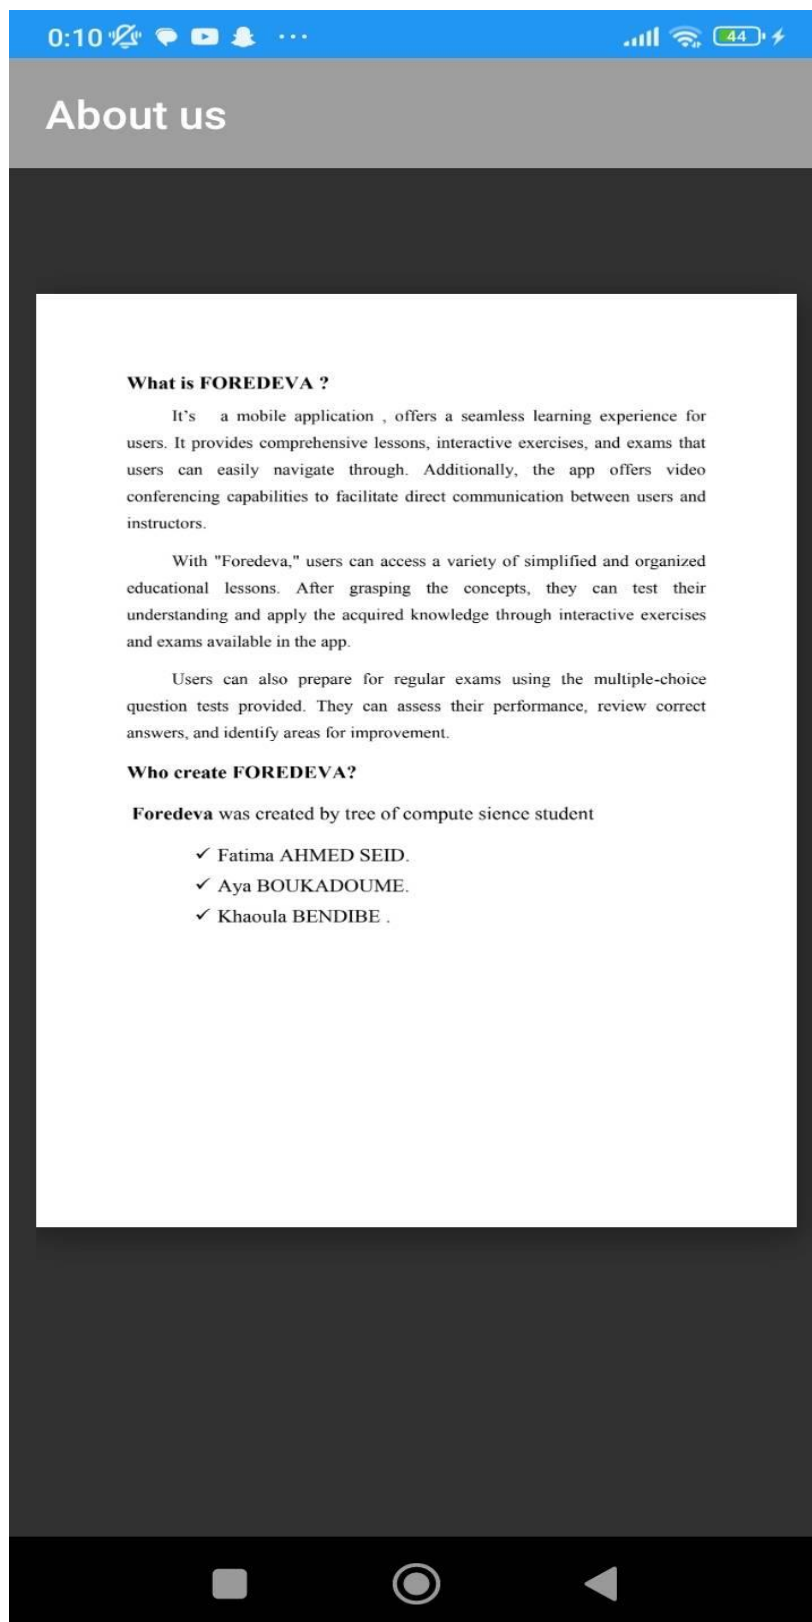 0:10
44
About us
What is FOREDEVA ?
It's a mobile application , offers a seamless learning experience for
users. It provides comprehensive lessons, interactive exercises, and exams that
users can easily navigate through. Additionally, the app offers video
conferencing capabilities to facilitate direct communication between users and
instructors.
With "Foredeva," users can access a variety of simplified and organized
educational lessons. After grasping the concepts, they can test their
understanding and apply the acquired knowledge through interactive exercises
and exams available in the app.
Users can also prepare for regular exams using the multiple-choice
question tests provided. They can assess their performance, review correct
answers, and identify areas for improvement.
Who create FOREDEVA?
Foredeva was created by tree of compute sience student
✓ Fatima AHMED SEID.
✓ Aya BOUKADOUME.
✓ Khaoula BENDIBE .